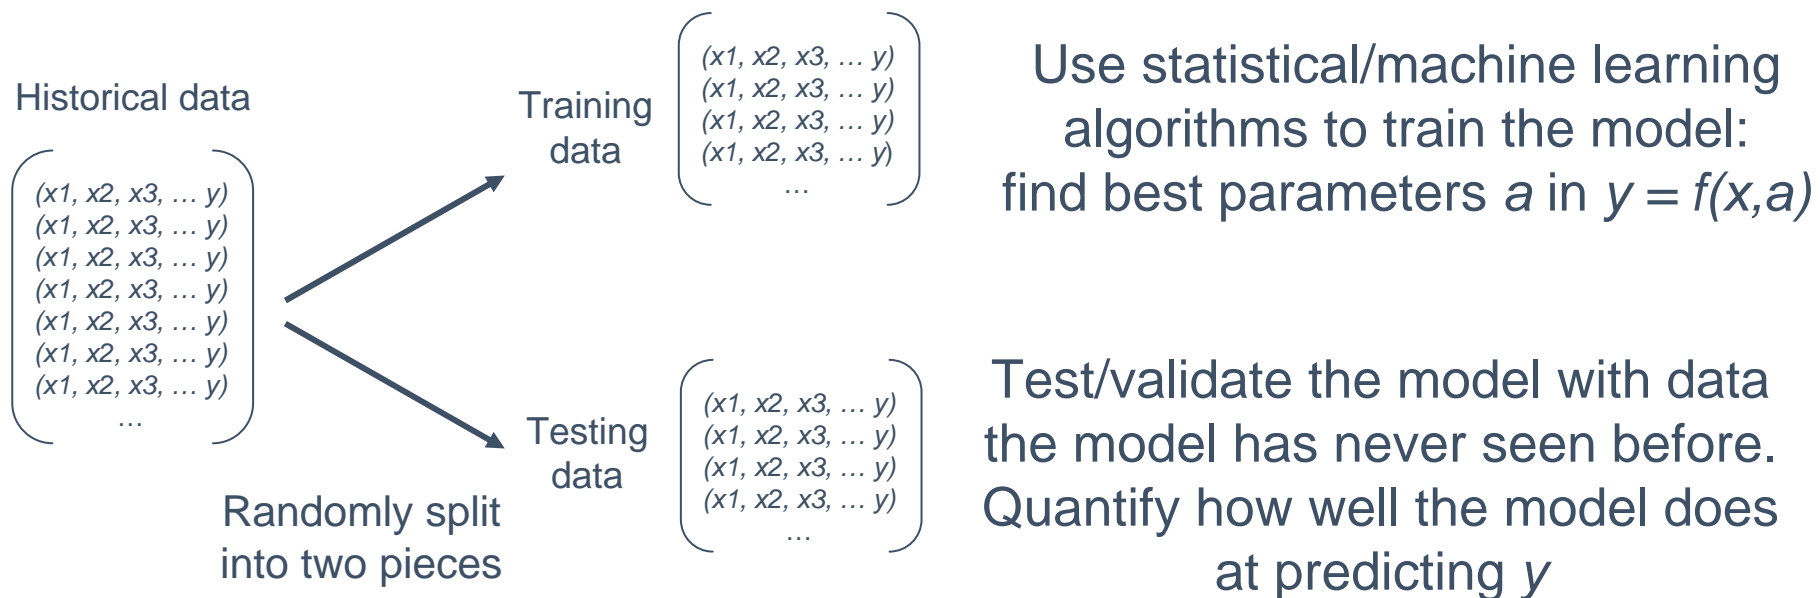 Historical data
(x1, x2, x3, … y)
(x1, x2, x3, … y)
(x1, x2, x3, … y)
(x1, x2, x3, … y)
(x1, x2, x3, … y)
(x1, x2, x3, … y)
(x1, x2, x3, … y)
…
Randomly split
into two pieces
Training
data
(x1, x2, x3, … y)
(x1, x2, x3, … y)
(x1, x2, x3, … y)
(x1, x2, x3, … y)
…
Use statistical/machine learning
algorithms to train the model:
find best parameters a in y = f(x,a)
Testing
data
(x1, x2, x3, … y)
(x1, x2, x3, … y)
(x1, x2, x3, … y)
(x1, x2, x3, … y)
…
Test/validate the model with data
the model has never seen before.
Quantify how well the model does
at predicting y